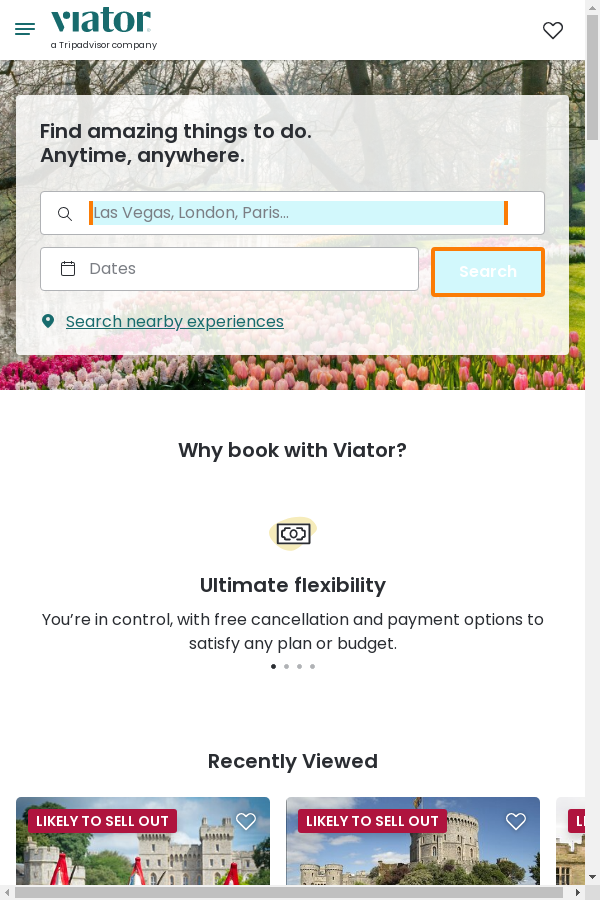 viator
a Tripadvisor company
Find amazing things to do.
Anytime, anywhere.
Las Vegas, London, Paris...
Dates
Search
Search nearby experiences
Why book with Viator?
Ultimate flexibility
You’re in control, with free cancellation and payment options to
satisfy any plan or budget.
Recently Viewed
LIKELY TO SELL OUT
LIKELY TO SELL OUT